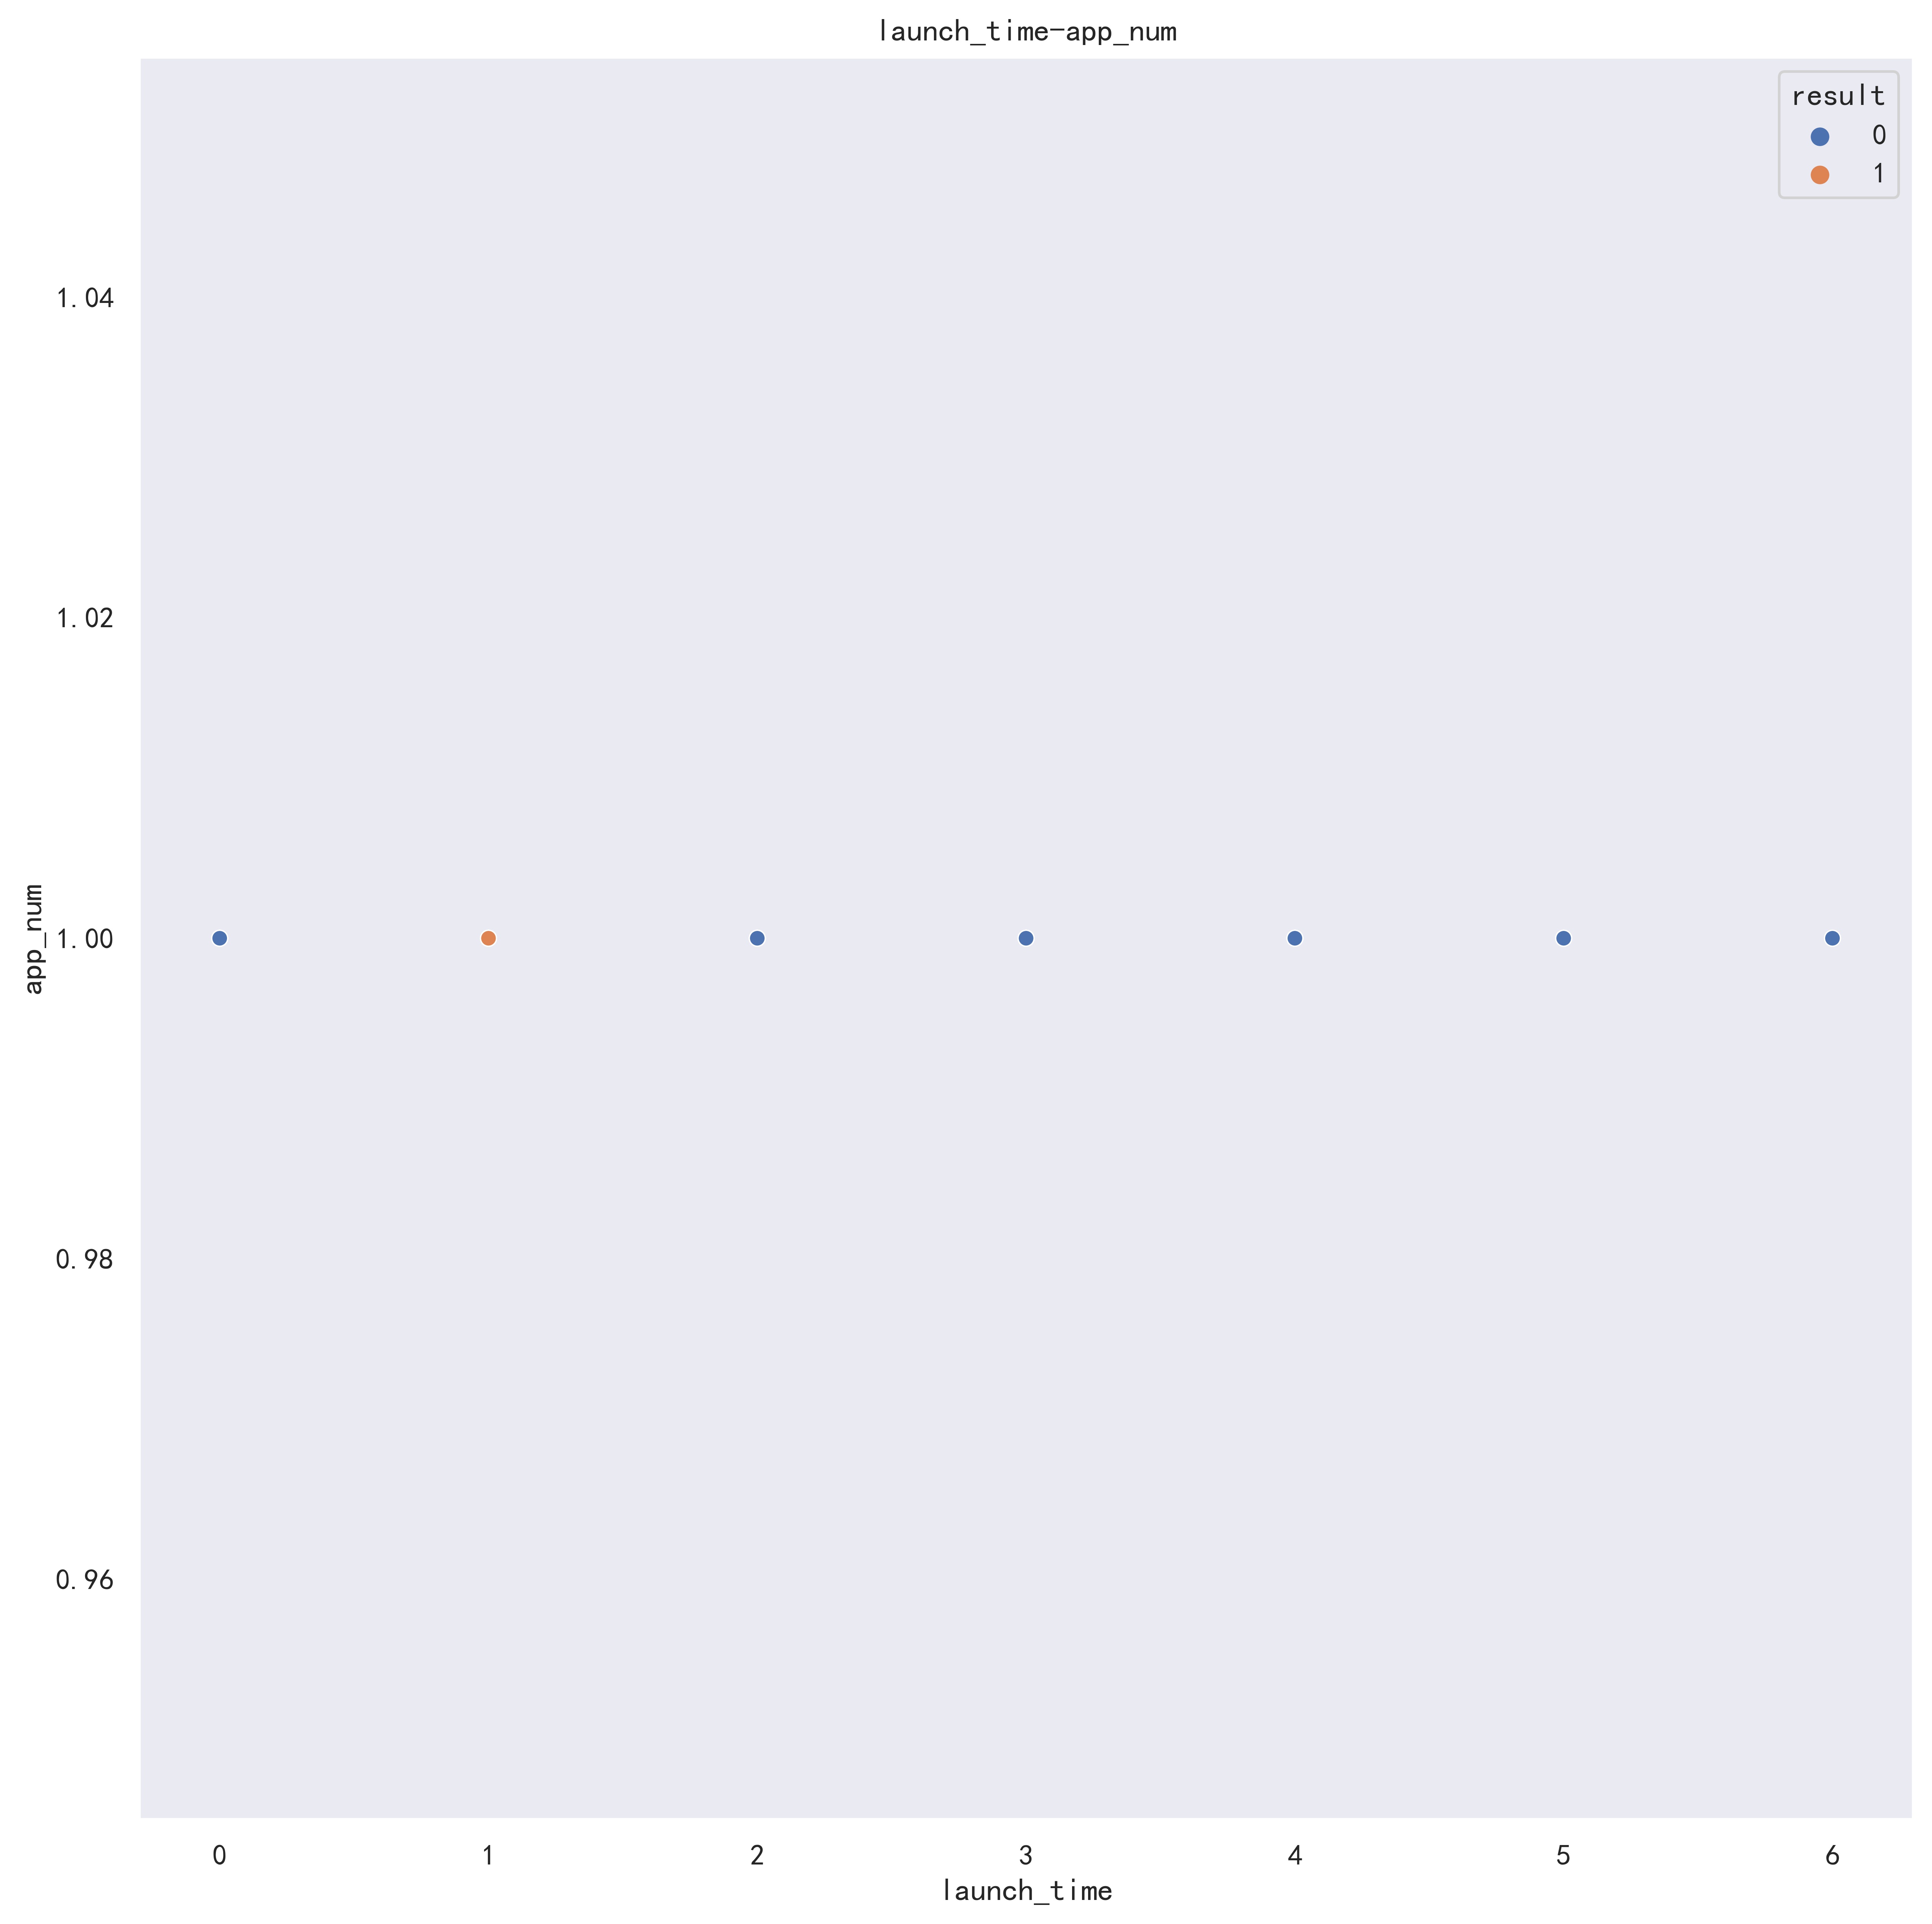 launch_time-app_num
result
0
1
1.04
1.02
1.00
0.98
0.96
app_num
0 1 2 3 4 5 6
launch_time